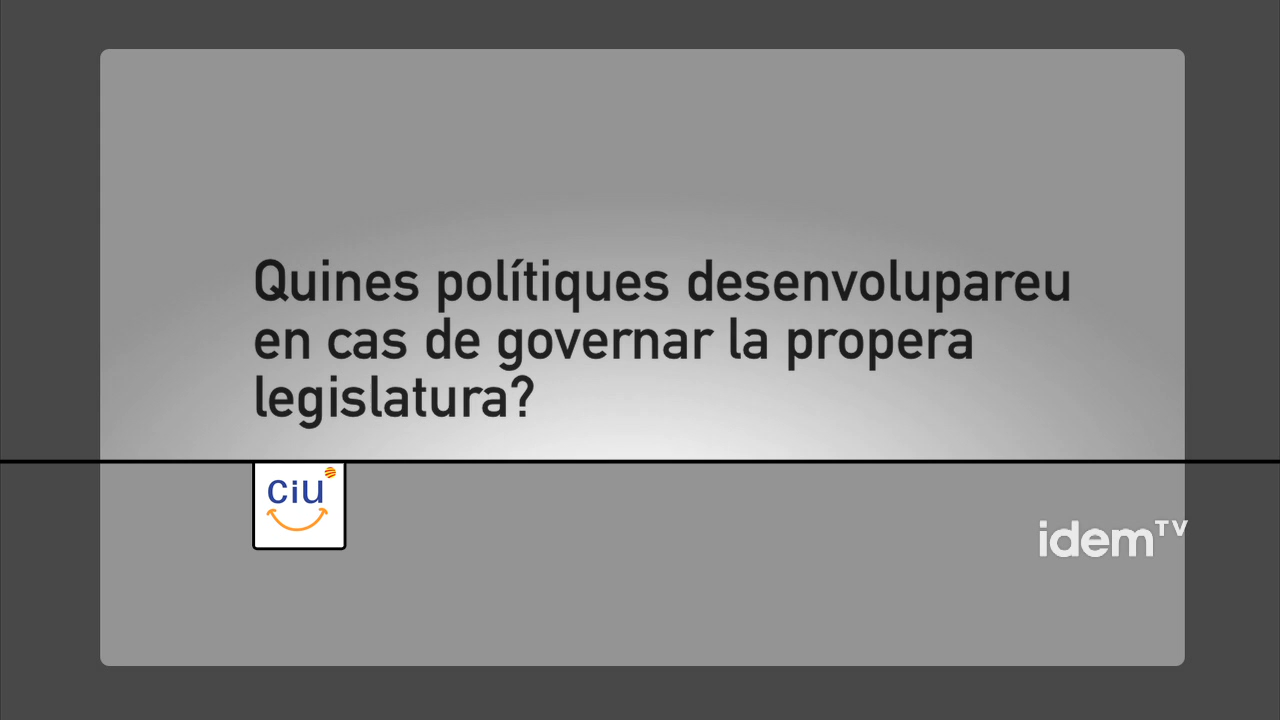 Quines polítiques desenvolupareu
en cas de governar la propera
legislatura?
ciu
idemTV